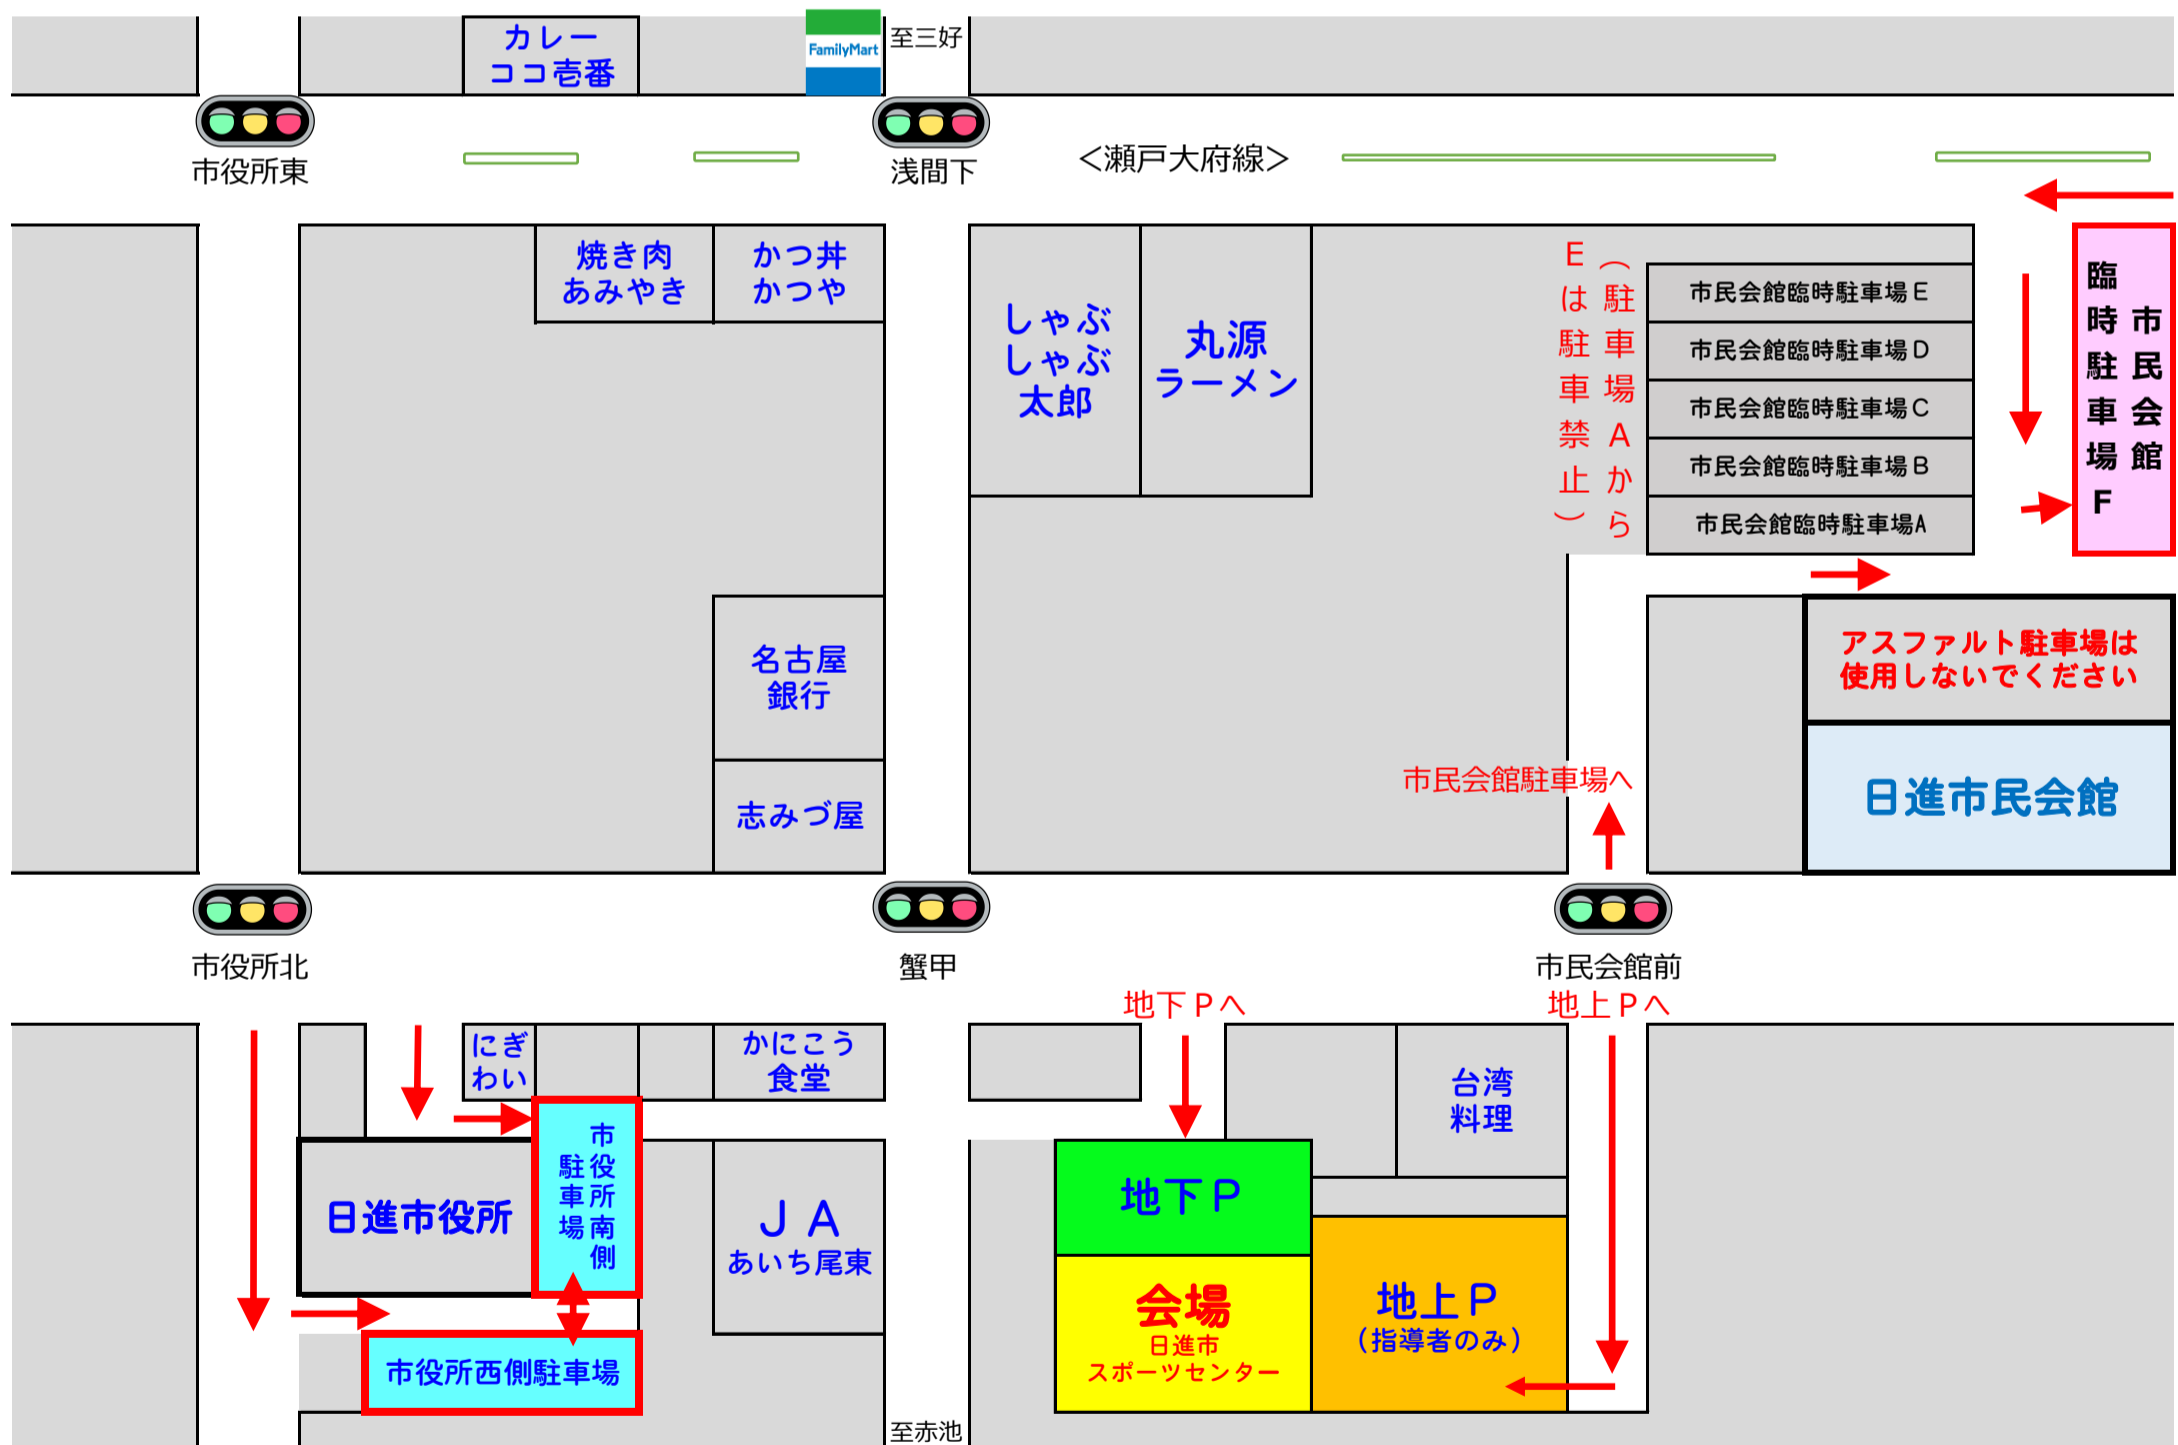 カレー
ココ壱番
FamilyMart
至三好
市役所東
浅間下
＜瀬戸大府線＞
焼き肉
あみやき
かつ丼
かつや
しゃぶ
しゃぶ
太郎
丸源
ラーメン
（駐車場Ａから
Ｅは駐車禁止）
市民会館臨時駐車場Ｅ
市民会館臨時駐車場Ｄ
市民会館臨時駐車場Ｃ
市民会館臨時駐車場Ｂ
市民会館臨時駐車場A
市民会館
臨時駐車場Ｆ
名古屋
銀行
志みづ屋
アスファルト駐車場は
使用しないでください
市民会館駐車場へ
日進市民会館
市役所北
蟹甲
市民会館前
地下Ｐへ
地上Ｐへ
にぎ
わい
かにこう
食堂
台湾
料理
日進市役所
市役所南側
駐車場
ＪＡ
あいち尾東
地下Ｐ
会場
日進市
スポーツセンター
地上Ｐ
（指導者のみ）
市役所西側駐車場
至赤池